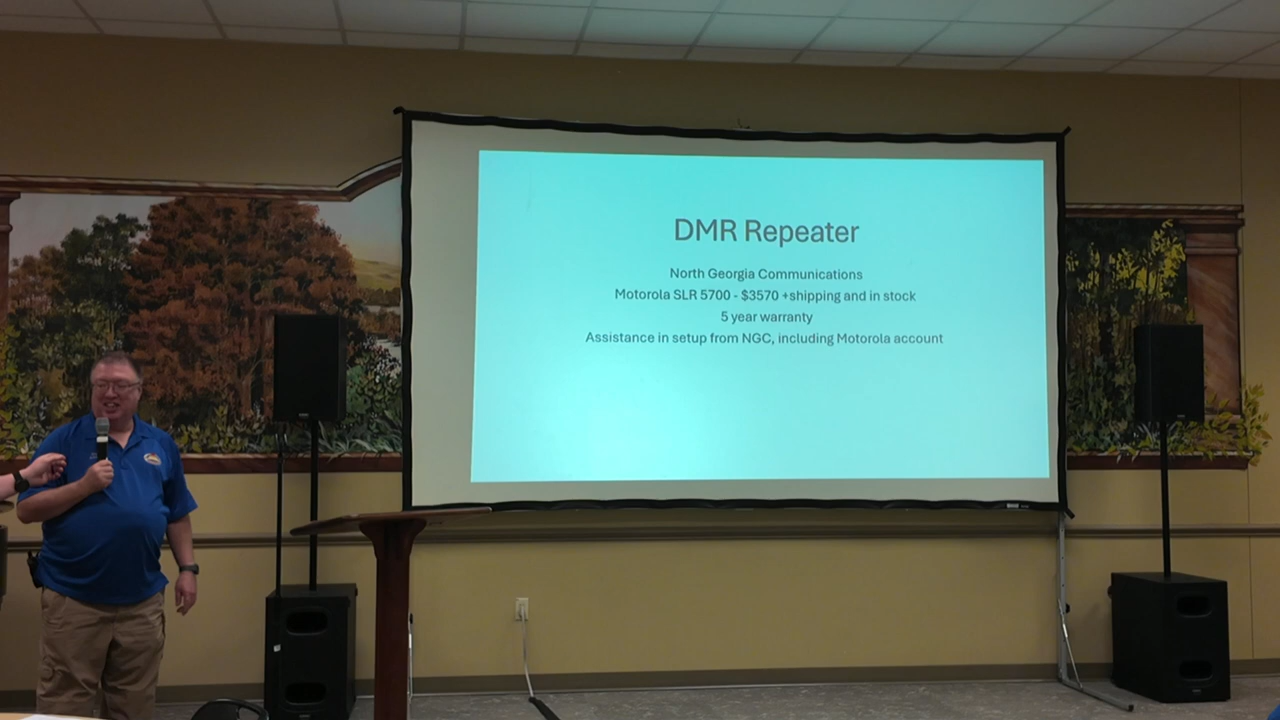 DMR Repeater
North Georgia Communications
Motorola SLR 5700 - $3570 +shipping and in stock
5 year warranty
Assistance in setup from NGC, including Motorola account